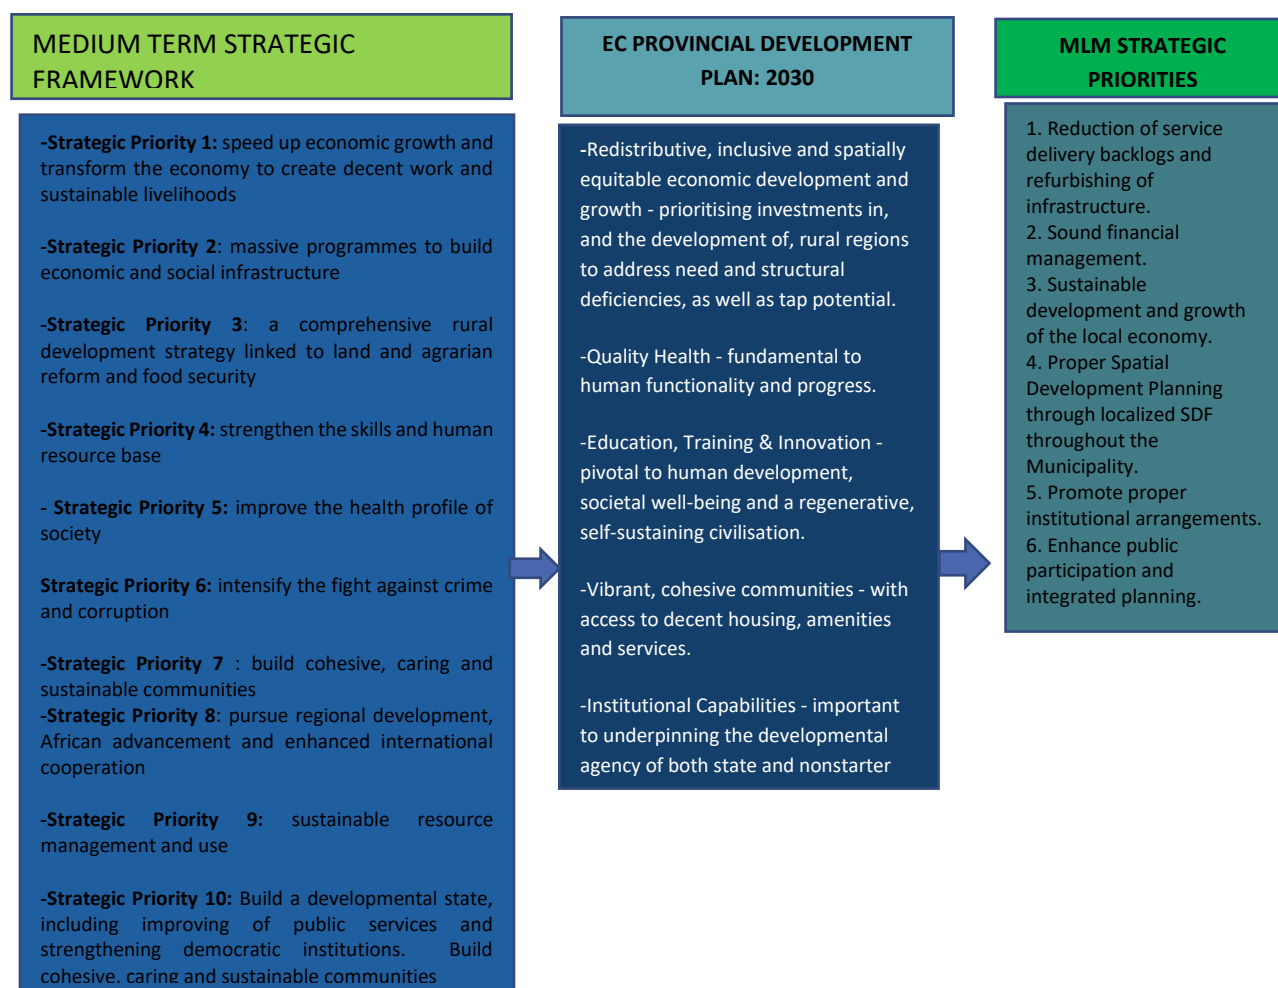 MEDIUM TERM STRATEGIC
FRAMEWORK
-Strategic Priority 1: speed up economic growth and
transform the economy to create decent work and
sustainable livelihoods
-Strategic Priority 2: massive programmes to build
economic and social infrastructure
-Strategic Priority 3: a comprehensive rural
development strategy linked to land and agrarian
reform and food security
-Strategic Priority 4: strengthen the skills and human
resource base
- Strategic Priority 5: improve the health profile of
society
Strategic Priority 6: intensify the fight against crime
and corruption
-Strategic Priority 7 : build cohesive, caring and
sustainable communities
-Strategic Priority 8: pursue regional development,
African advancement and enhanced international
cooperation
-Strategic Priority 9: sustainable resource
management and use
-Strategic Priority 10: Build a developmental state,
including improving of public services and
strengthening democratic institutions. Build
cohesive, caring and sustainable communities
EC PROVINCIAL DEVELOPMENT
PLAN: 2030
-Redistributive, inclusive and spatially
equitable economic development and
growth - prioritising investments in,
and the development of, rural regions
to address need and structural
deficiencies, as well as tap potential.
-Quality Health - fundamental to
human functionality and progress.
-Education, Training & Innovation -
pivotal to human development,
societal well-being and a regenerative,
self-sustaining civilisation.
-Vibrant, cohesive communities - with
access to decent housing, amenities
and services.
-Institutional Capabilities - important
to underpinning the developmental
agency of both state and nonstarter
MLM STRATEGIC
PRIORITIES
1. Reduction of service
delivery backlogs and
refurbishing of
infrastructure.
2. Sound financial
management.
3. Sustainable
development and growth
of the local economy.
4. Proper Spatial
Development Planning
through localized SDF
throughout the
Municipality.
5. Promote proper
institutional arrangements.
6. Enhance public
participation and
integrated planning.